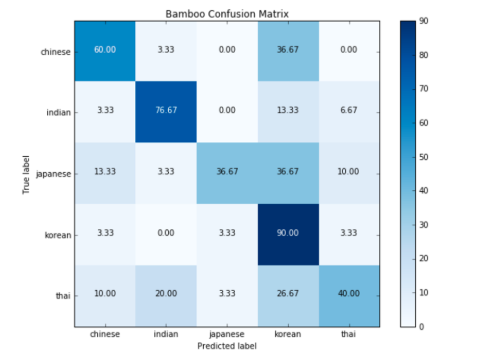 Bamboo Confusion Matrix
90
chinese 60.00 3.33 0.00 36.67 0.00
80
70
indian 3.33 76.67 0.00 13.33 6.67
60
50
True label
japanese 13.33 3.33 36.67 36.67 10.00
40
30
korean 3.33 0.00 3.33 90.00 3.33
20
thai 10.00 20.00 3.33 26.67 40.00
10
0
chinese indian japanese korean thai
Predicted label